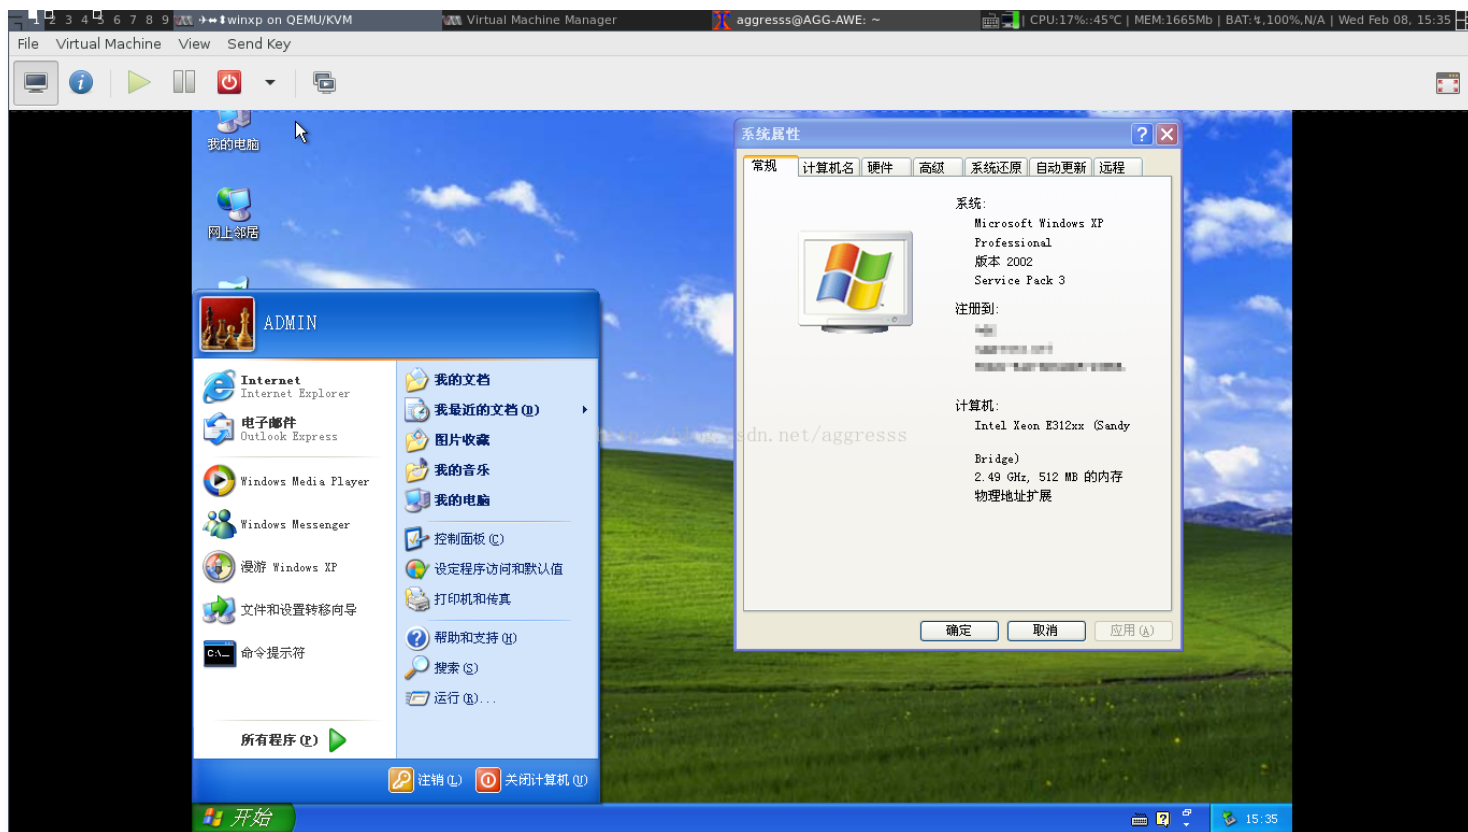 1 2 3 4 5 6 7 8 9 winxp on QEMU/KVM Virtual Machine Manager aggresss@AGG-AWE: ~ | CPU:17%::45°C | MEM:1665Mb | BAT:↯,100%,N/A | Wed Feb 08, 15:35
File Virtual Machine View Send Key
我的电脑
网上邻居
系统属性
常规 计算机名 硬件 高级 系统还原 自动更新 远程
系统:
Microsoft Windows XP
Professional
版本 2002
Service Pack 3
注册到:
计算机:
Intel Xeon E312xx (Sandy
Bridge)
2.49 GHz, 512 MB 的内存
物理地址扩展
确定 取消 应用(A)
ADMIN
Internet
Internet Explorer
电子邮件
Outlook Express
Windows Media Player
Windows Messenger
漫游 Windows XP
文件和设置转移向导
C:\_ 命令提示符
所有程序(P)
我的文档
我最近的文档(D)
图片收藏
我的音乐
我的电脑
控制面板(C)
设定程序访问和默认值
打印机和传真
帮助和支持(H)
搜索(S)
运行(R)...
注销(L) 关闭计算机(U)
sdn.net/aggresss
开始
15:35